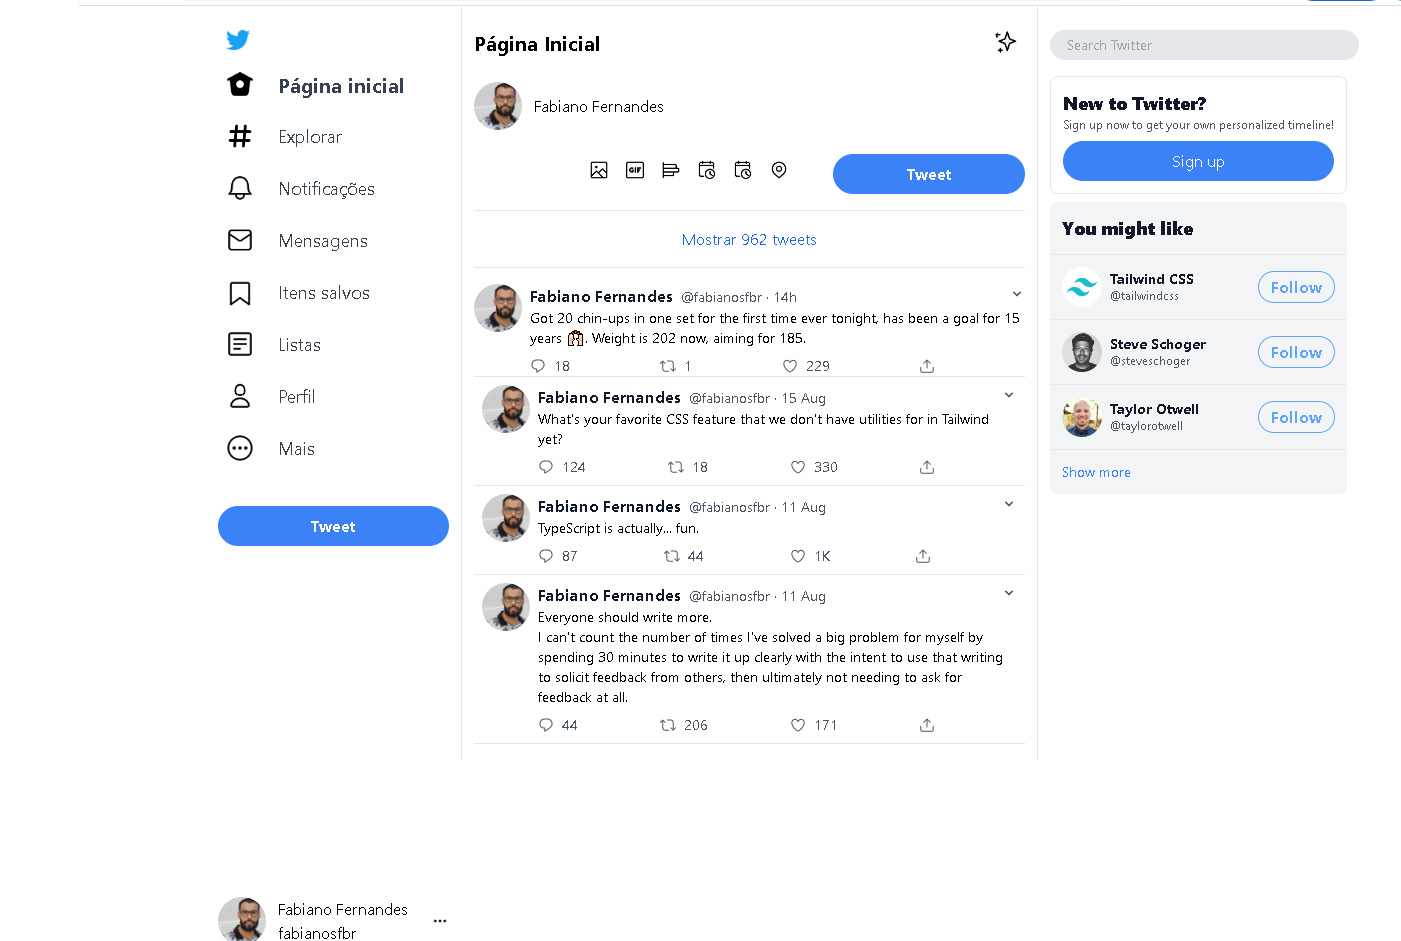 Página inicial
Explorar
Notificações
Mensagens
Itens salvos
Listas
Perfil
Mais
Tweet
Fabiano Fernandes
fabianosfbr
Página Inicial
Fabiano Fernandes
GIF
Tweet
Mostrar 962 tweets
Fabiano Fernandes @fabianosfbr · 14h
Got 20 chin-ups in one set for the first time ever tonight, has been a goal for 15
years. Weight is 202 now, aiming for 185.
18 1 229
Fabiano Fernandes @fabianosfbr · 15 Aug
What's your favorite CSS feature that we don't have utilities for in Tailwind
yet?
124 18 330
Fabiano Fernandes @fabianosfbr · 11 Aug
TypeScript is actually... fun.
87 44 1K
Fabiano Fernandes @fabianosfbr · 11 Aug
Everyone should write more.
I can't count the number of times I've solved a big problem for myself by
spending 30 minutes to write it up clearly with the intent to use that writing
to solicit feedback from others, then ultimately not needing to ask for
feedback at all.
44 206 171
Search Twitter
New to Twitter?
Sign up now to get your own personalized timeline!
Sign up
You might like
Tailwind CSS
@tailwindcss
Follow
Steve Schoger
@steveschoger
Follow
Taylor Otwell
@taylorotwell
Follow
Show more